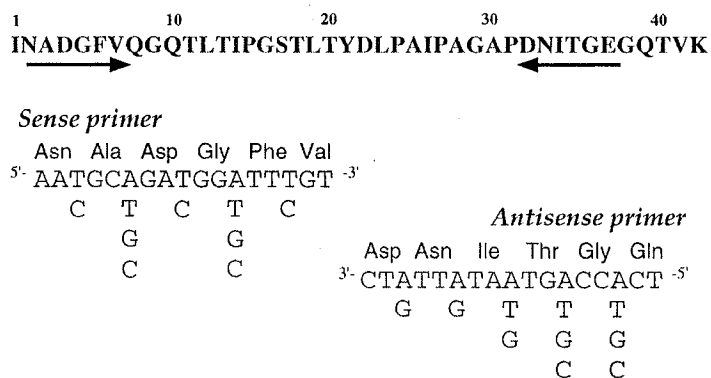 1 10 20 30 40
INADGFVQGQTLTIPGSTLTYDLPAIPAGAPDNITGEGQTVK
Sense primer
Asn Ala Asp Gly Phe Val
5'- AATGCAGATGGATTTGT -3'
C T C T C
G G
C C
Antisense primer
Asp Asn Ile Thr Gly Gln
3'- CTATTATAATGACCACT -5'
G G T T T
G G G
C C